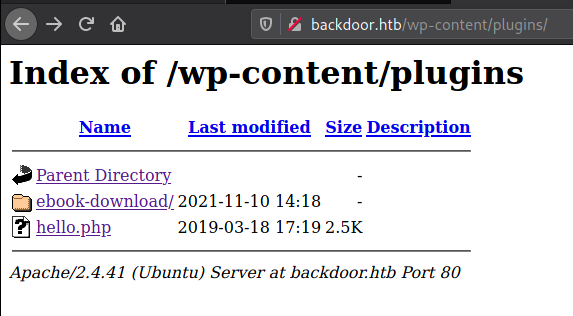 backdoor.htb/wp-content/plugins/
Index of /wp-content/plugins
Name Last modified Size Description
Parent Directory -
ebook-download/ 2021-11-10 14:18 -
hello.php 2019-03-18 17:19 2.5K
Apache/2.4.41 (Ubuntu) Server at backdoor.htb Port 80